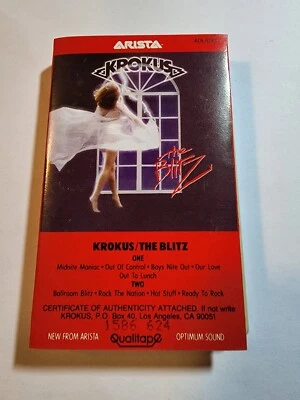 ARISTA
KROKUS
the
BLITZ
KROKUS/THE BLITZ
ONE
Midnite Maniac • Out Of Control • Boys Nite Out • Our Love
Out To Lunch
TWO
Ballroom Blitz • Rock The Nation • Hot Stuff • Ready To Rock
CERTIFICATE OF AUTHENTICITY ATTACHED. If not write
KROKUS, P.O. Box 40, Los Angeles, CA 90051
1586 624
NEW FROM ARISTA
Qualitape
OPTIMUM SOUND